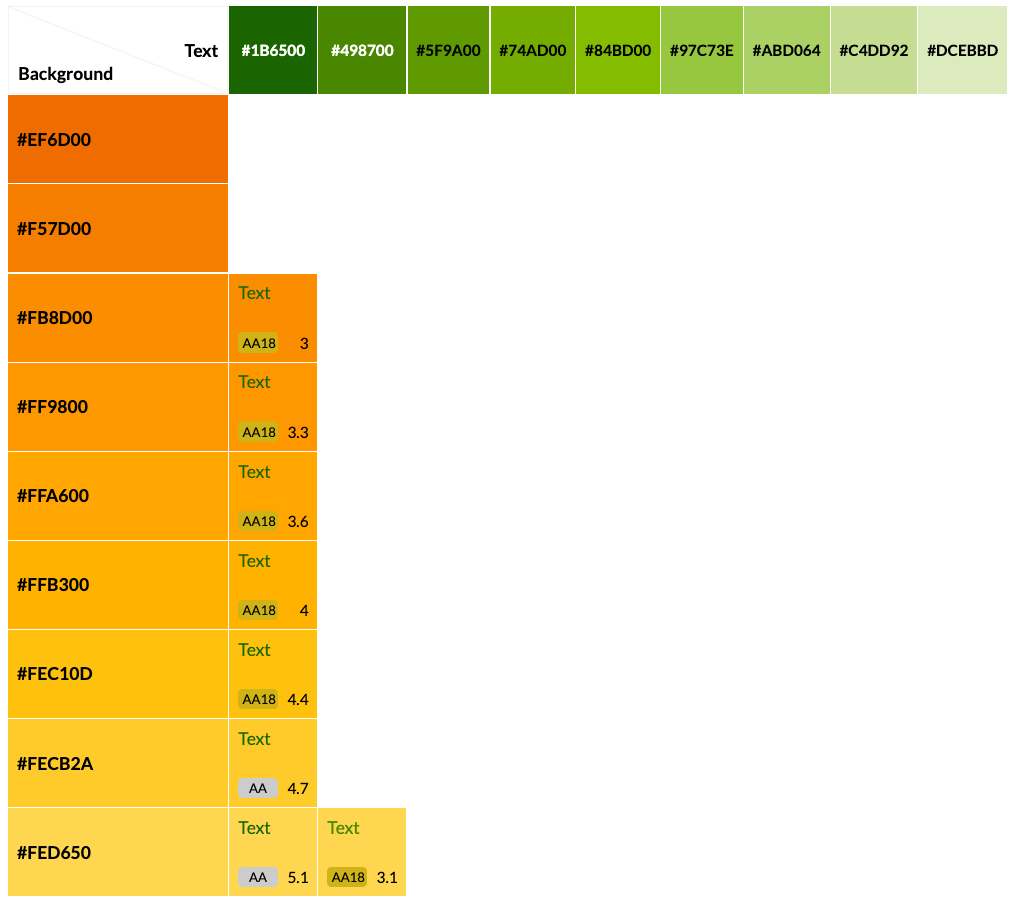 Text
Background
#1B6500 #498700 #5F9A00 #74AD00 #84BD00 #97C73E #ABD064 #C4DD92 #DCEBBD
#EF6D00
#F57D00
#FB8D00
Text
AA18 3
#FF9800
Text
AA18 3.3
#FFA600
Text
AA18 3.6
#FFB300
Text
AA18 4
#FEC10D
Text
AA18 4.4
#FECB2A
Text
AA 4.7
#FED650
Text
AA 5.1
Text
AA18 3.1